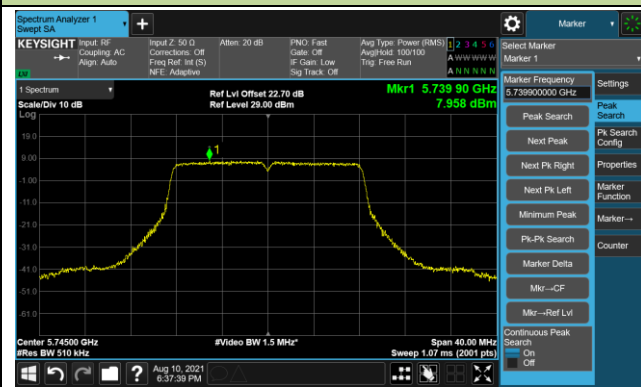 Spectrum Analyzer 1
Swept SA
Marker
KEYSIGHT
Input: RF
Coupling: AC
Align: Auto
Input Z: 50 Ω
Corrections: Off
Freq Ref: Int (S)
NFE: Adaptive
Atten: 20 dB
PNO: Fast
Gate: Off
IF Gain: Low
Sig Track: Off
Avg Type: Power (RMS)
Avg|Hold: 100/100
Trig: Free Run
1 2 3 4 5 6
A W W W W W
A N N N N N
Select Marker
Marker 1
LXI
1 Spectrum
Scale/Div 10 dB
Log
Ref Lvl Offset 22.70 dB
Ref Level 29.00 dBm
Mkr1 5.739 90 GHz
7.958 dBm
19.0
9.00
-1.00
-11.0
-21.0
-31.0
-41.0
-51.0
-61.0
1
Center 5.74500 GHz
#Res BW 510 kHz
#Video BW 1.5 MHz*
Span 40.00 MHz
Sweep 1.07 ms (2001 pts)
Marker Frequency
5.739900000 GHz
Peak Search
Next Peak
Next Pk Right
Next Pk Left
Minimum Peak
Pk-Pk Search
Marker Delta
Mkr→CF
Mkr→Ref Lvl
Continuous Peak
Search
On
Off
Settings
Peak
Search
Pk Search
Config
Properties
Marker
Function
Marker→
Counter
?
Aug 10, 2021
6:37:39 PM